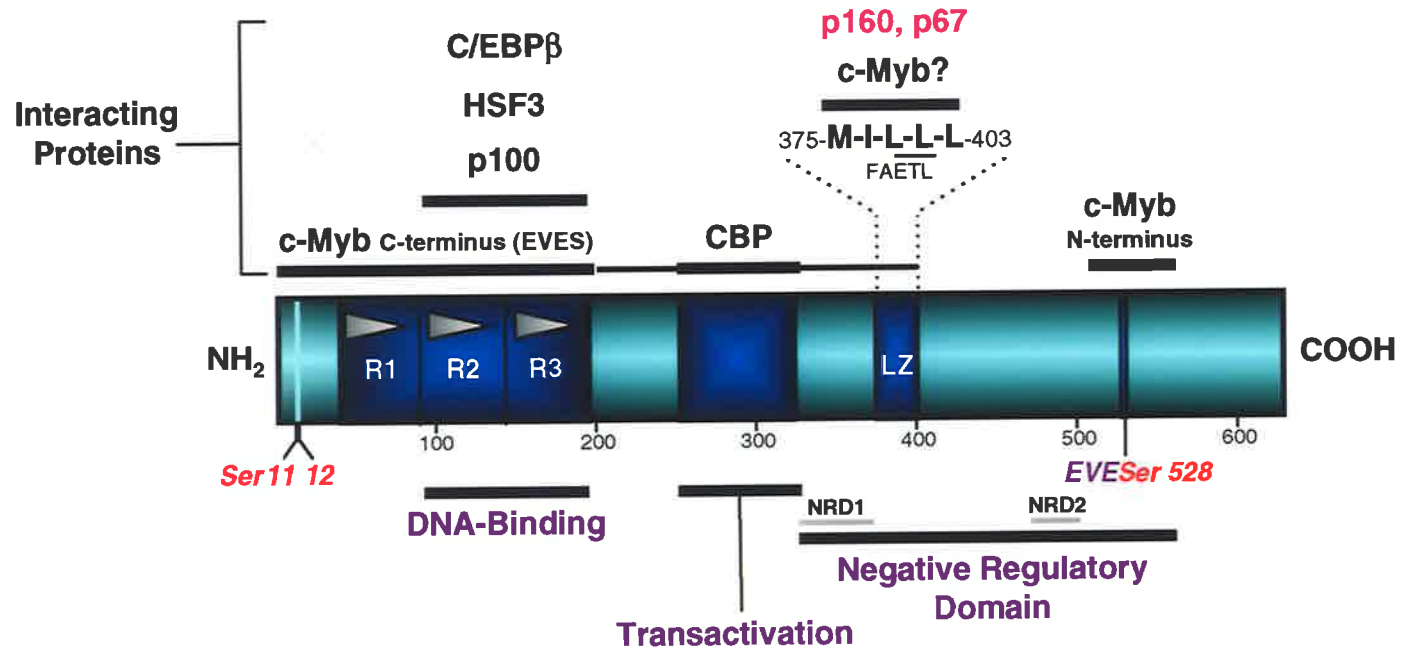 p160, p67
C/EBPβ
c-Myb?
HSF3
Interacting
Proteins
375-M-I-L-L-L-403
p100
FAETL
c-Myb
N-terminus
c-Myb C-terminus (EVES)
CBP
NH2
R1
R2
R3
LZ
COOH
100
200
300
400
500
600
Ser11 12
EVESer 528
NRD1
NRD2
DNA-Binding
Negative Regulatory
Domain
Transactivation